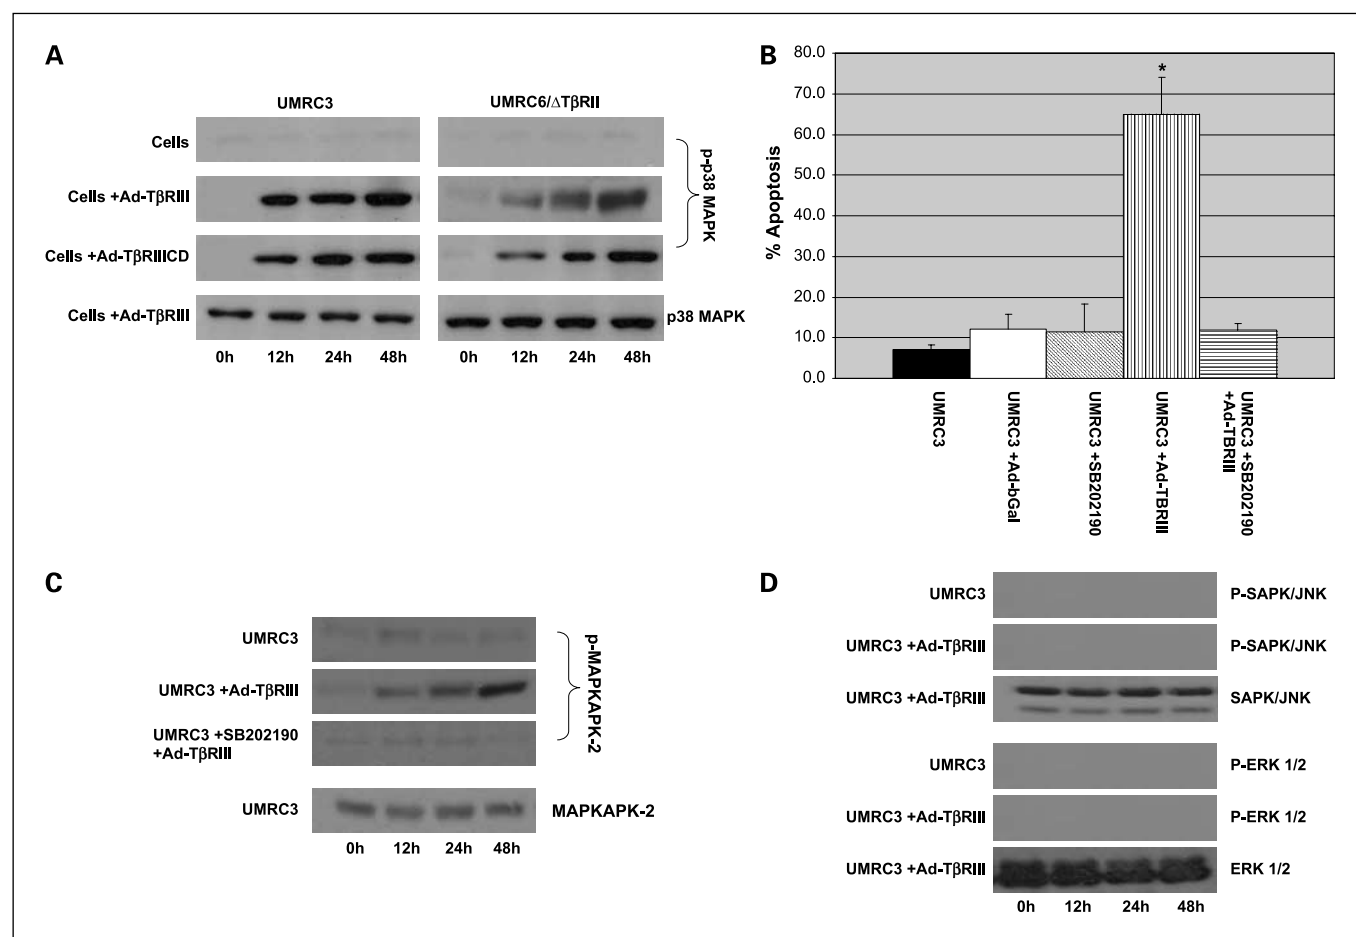 A
UMRC3
UMRC6/ΔTβRII
Cells
Cells +Ad-TβRIII
Cells +Ad-TβRIIICD
Cells +Ad-TβRIII
p-p38 MAPK
p38 MAPK
0h 12h 24h 48h
0h 12h 24h 48h
B
% Apoptosis
80.0
70.0
60.0
50.0
40.0
30.0
20.0
10.0
0.0
*
UMRC3
UMRC3 +Ad-bGal
UMRC3 +SB202190
UMRC3 +Ad-TBRIII
UMRC3 +SB202190
+Ad-TBRIII
C
UMRC3
UMRC3 +Ad-TβRIII
UMRC3 +SB202190
+Ad-TβRIII
p-MAPKAPK-2
UMRC3
MAPKAPK-2
0h 12h 24h 48h
D
UMRC3 P-SAPK/JNK
UMRC3 +Ad-TβRIII P-SAPK/JNK
UMRC3 +Ad-TβRIII SAPK/JNK
UMRC3 P-ERK 1/2
UMRC3 +Ad-TβRIII P-ERK 1/2
UMRC3 +Ad-TβRIII ERK 1/2
0h 12h 24h 48h